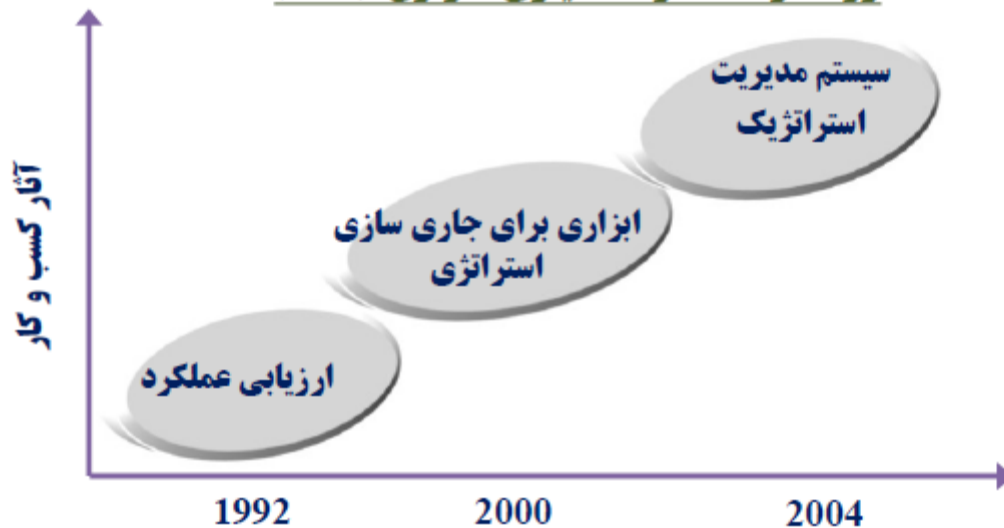 سیستم مدیریت
استراتژیک
ابزاری برای جاری سازی
استراتژی
ارزیابی عملکرد
آثار کسب و کار
1992
2000
2004